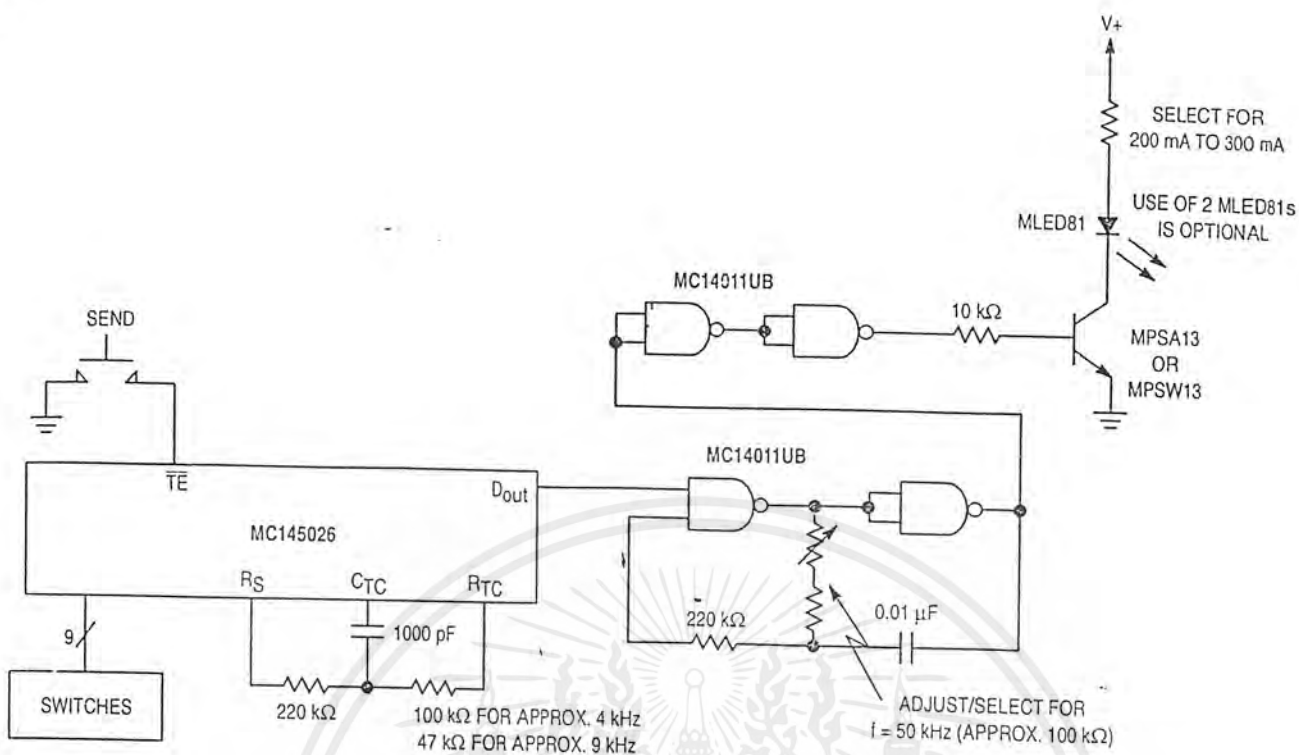 V+
SELECT FOR
200 mA TO 300 mA
MLED81
USE OF 2 MLED81s
IS OPTIONAL
MC14011UB
10 kΩ
MPSA13
OR
MPSW13
SEND
TE
Dout
MC145026
RS
CTC
RTC
MC14011UB
9
1000 pF
220 kΩ
0.01 µF
SWITCHES
220 kΩ
100 kΩ FOR APPROX. 4 kHz
47 kΩ FOR APPROX. 9 kHz
ADJUST/SELECT FOR
f = 50 kHz (APPROX. 100 kΩ)